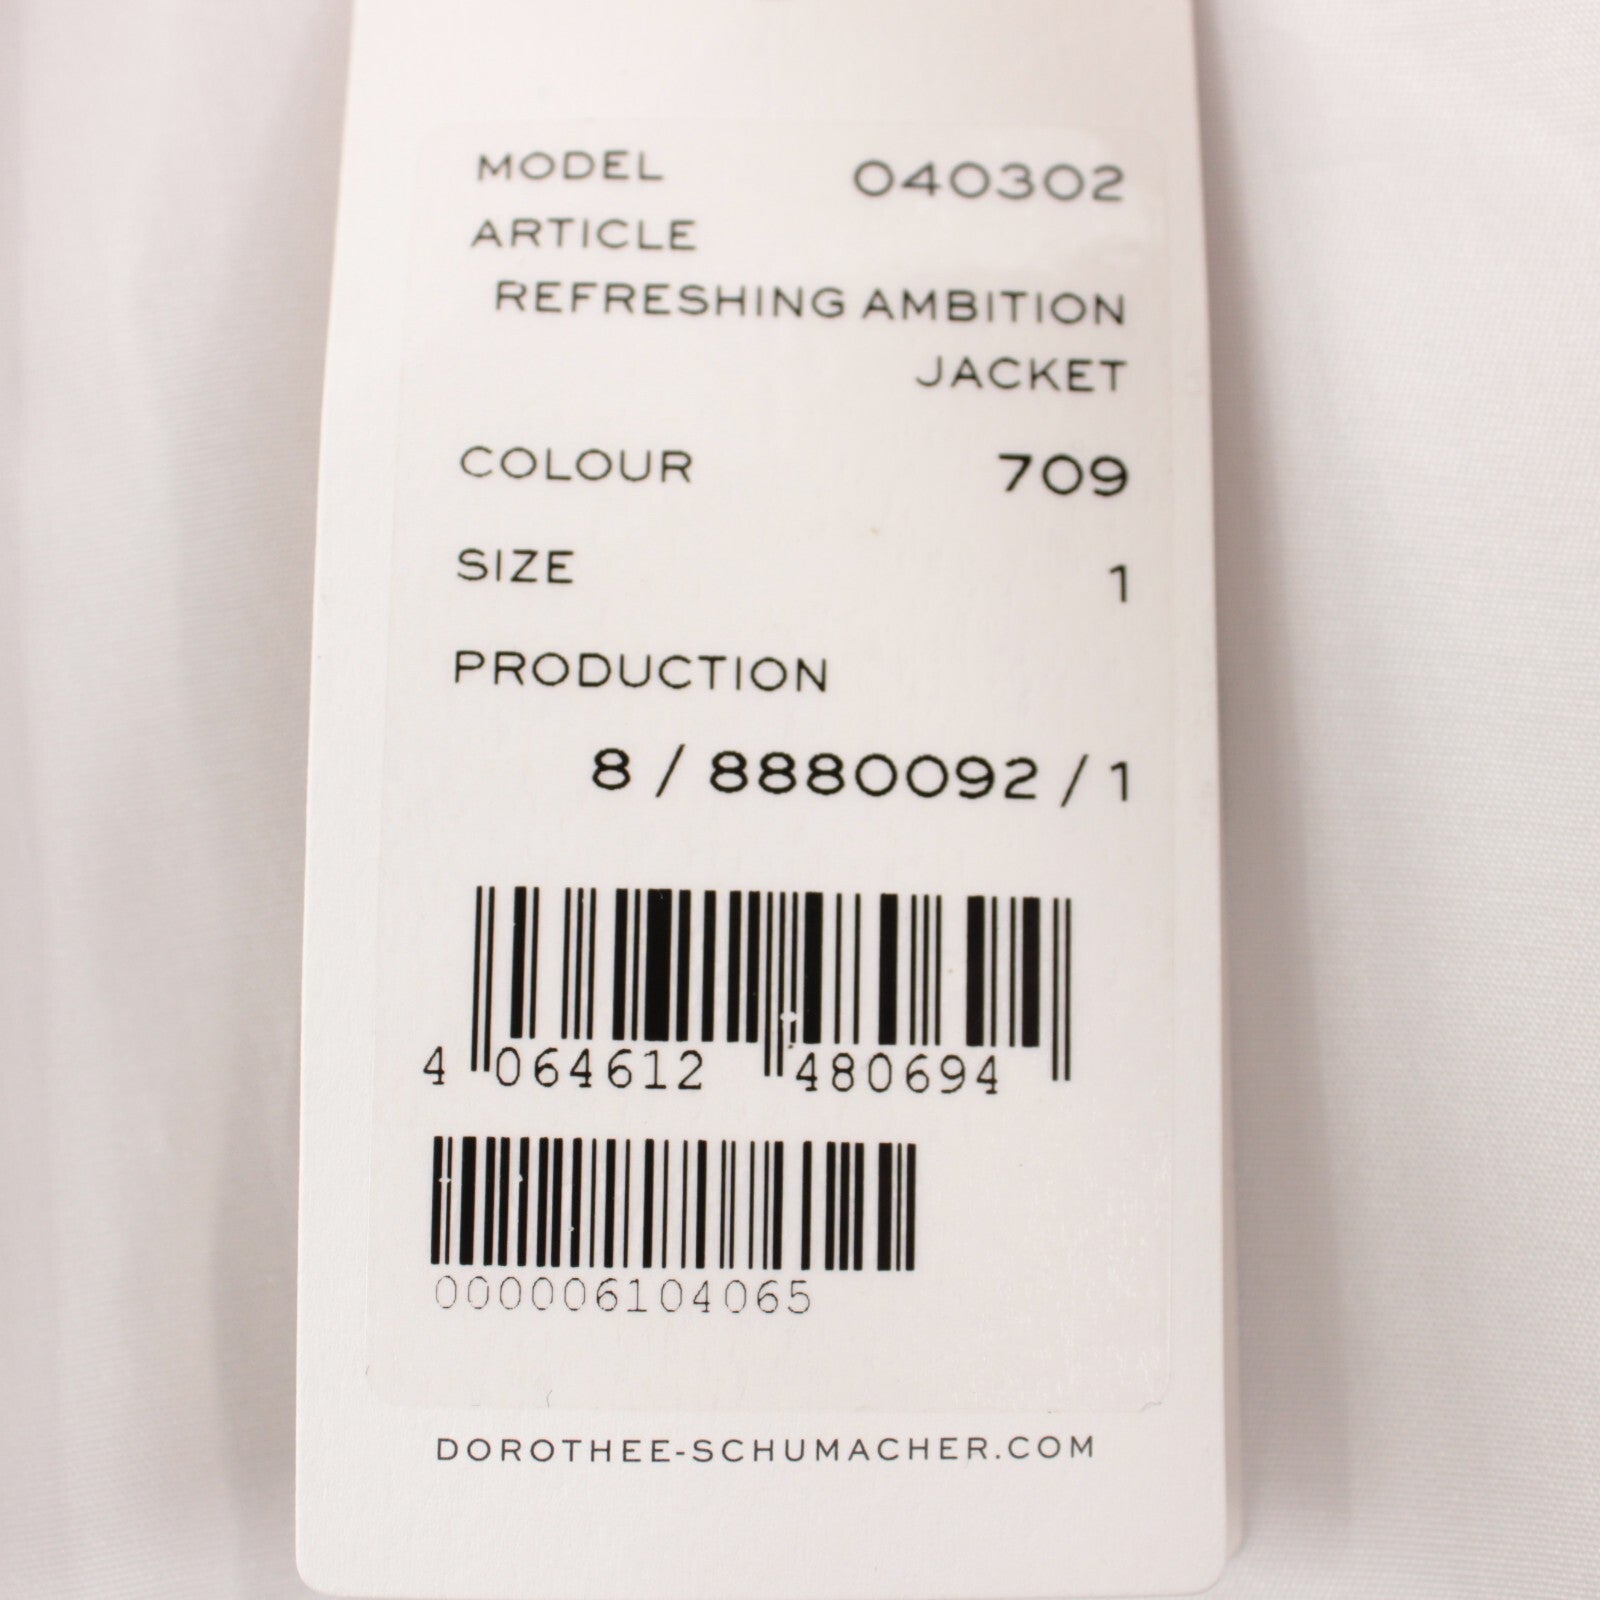 MODEL 040302
ARTICLE
REFRESHING AMBITION
JACKET
COLOUR 709
SIZE 1
PRODUCTION
8 / 8880092 / 1
4 064612 480694
000006104065
DOROTHEE-SCHUMACHER.COM